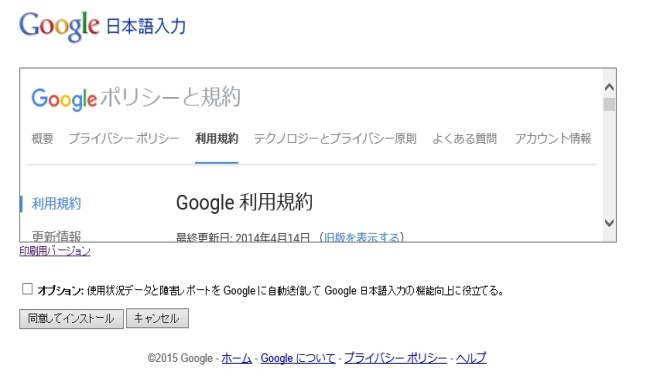 Google 日本語入力
Google ポリシーと規約
概要 プライバシー ポリシー 利用規約 テクノロジーとプライバシー原則 よくある質問 アカウント情報
利用規約
Google 利用規約
更新情報
最終更新日: 2014年4月14日 (旧版を表示する)
印刷用バージョン
オプション: 使用状況データと障害レポートを Google に自動送信して Google 日本語入力の機能向上に役立てる。
同意してインストール キャンセル
©2015 Google - ホーム - Google について - プライバシー ポリシー - ヘルプ